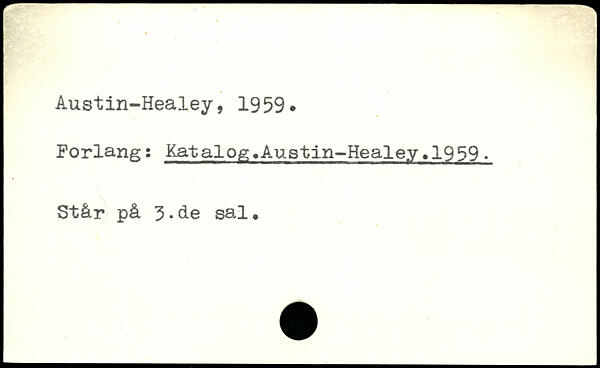 Austin-Healey, 1959.
Forlang: Katalog.Austin-Healey.1959.
Står på 3.de sal.